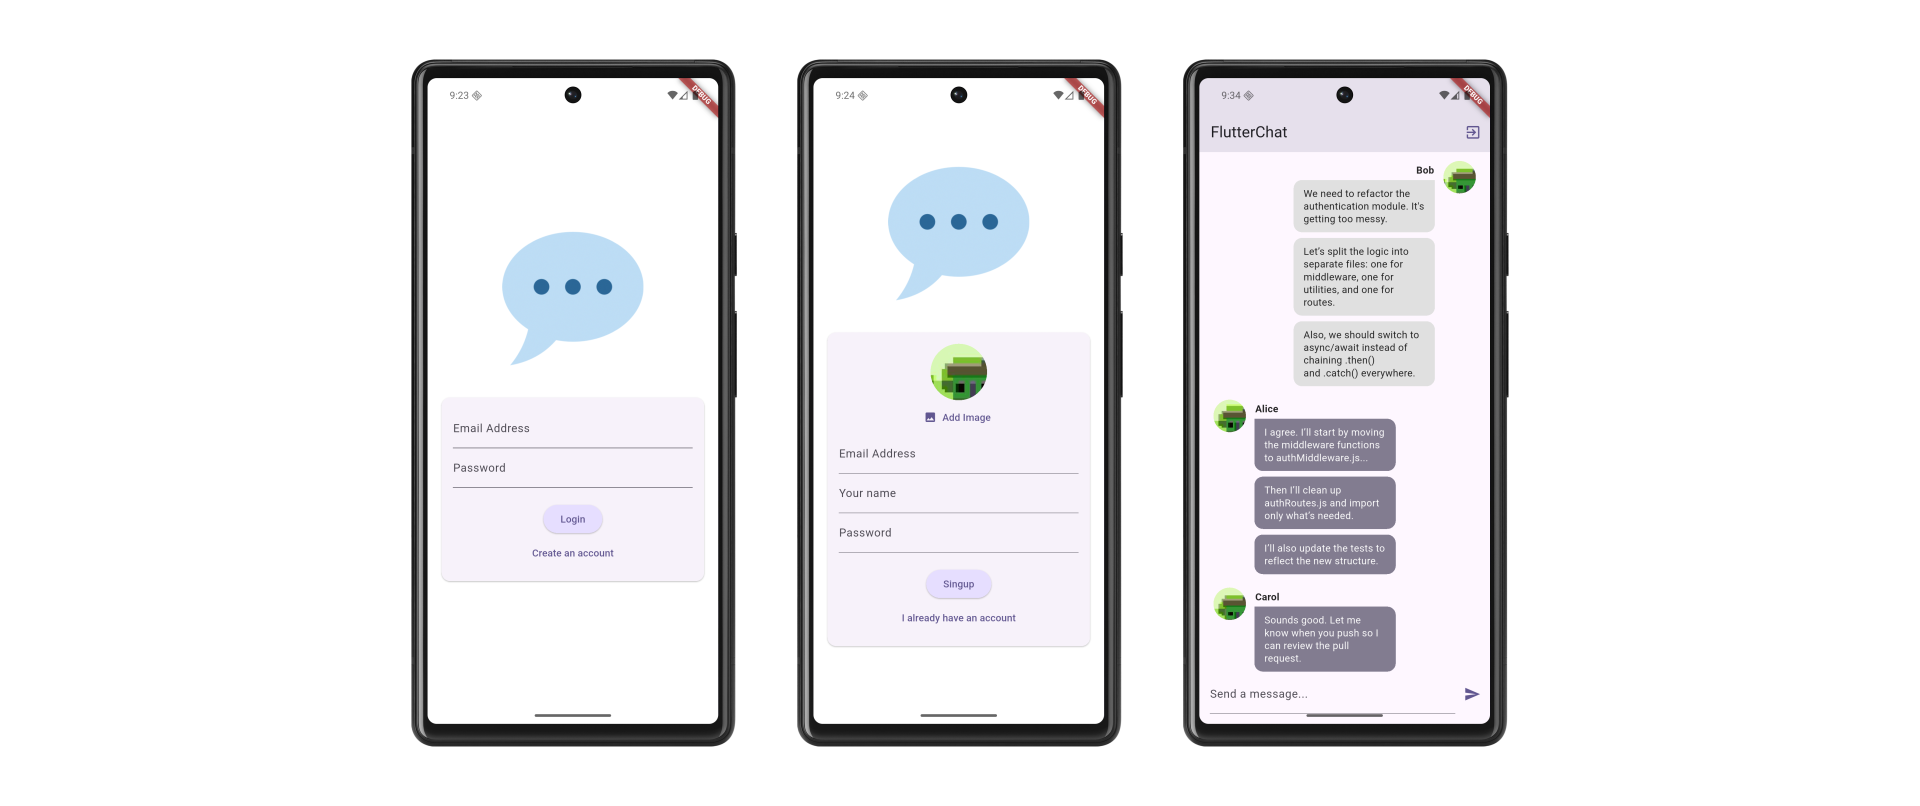 9:23
DEBUG
Email Address
Password
Login
Create an account
9:24
DEBUG
Add Image
Email Address
Your name
Password
Singup
I already have an account
9:34
DEBUG
FlutterChat
Bob
We need to refactor the
authentication module. It's
getting too messy.
Let's split the logic into
separate files: one for
middleware, one for
utilities, and one for
routes.
Also, we should switch to
async/await instead of
chaining .then()
and .catch() everywhere.
Alice
I agree. I'll start by moving
the middleware functions
to authMiddleware.js...
Then I'll clean up
authRoutes.js and import
only what's needed.
I'll also update the tests to
reflect the new structure.
Carol
Sounds good. Let me
know when you push so I
can review the pull
request.
Send a message...